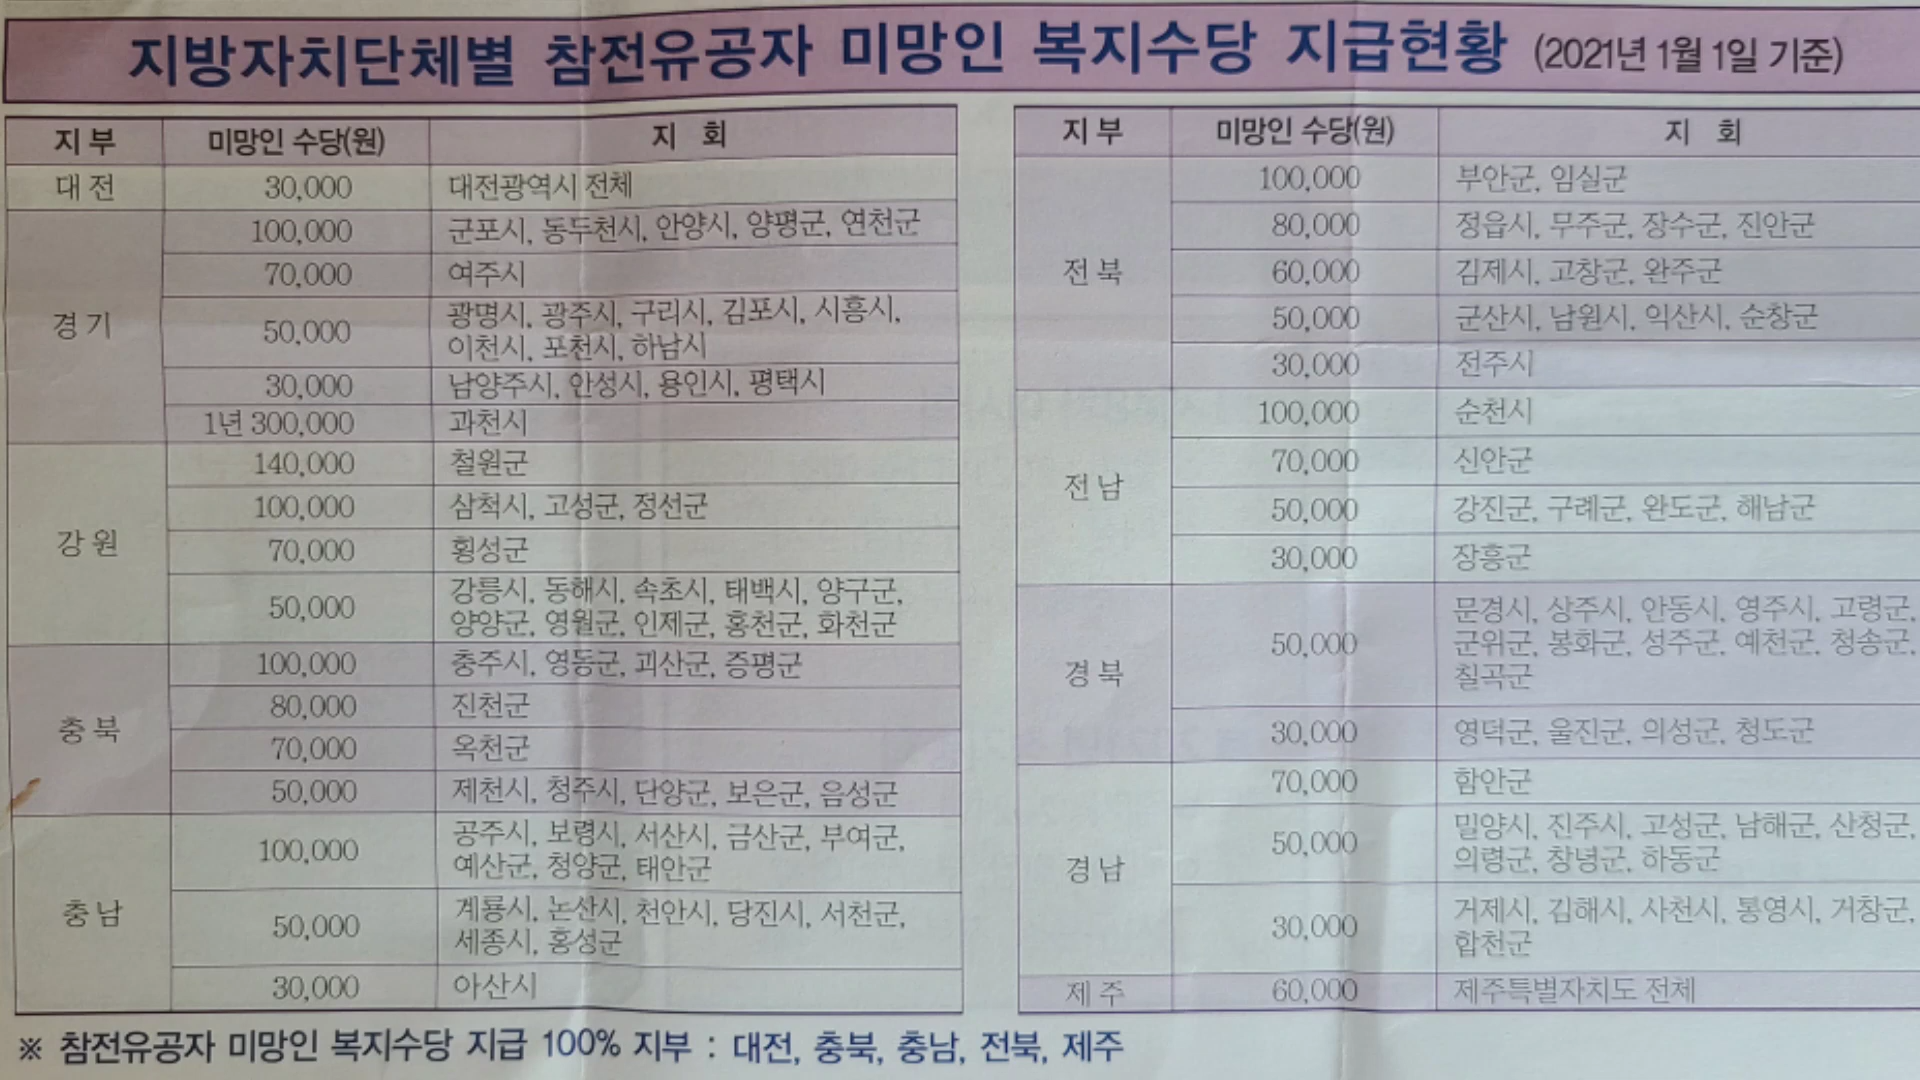 지방자치단체별 참전유공자 미망인 복지수당 지급현황 (2021년 1월 1일 기준)
지 부 미망인 수당(원) 지 회
대 전 30,000 대전광역시 전체
경 기
100,000 군포시, 동두천시, 안양시, 양평군, 연천군
70,000 여주시
50,000 광명시, 광주시, 구리시, 김포시, 시흥시,
이천시, 포천시, 하남시
30,000 남양주시, 안성시, 용인시, 평택시
1년 300,000 과천시
강 원
140,000 철원군
100,000 삼척시, 고성군, 정선군
70,000 횡성군
50,000 강릉시, 동해시, 속초시, 태백시, 양구군,
양양군, 영월군, 인제군, 홍천군, 화천군
충 북
100,000 충주시, 영동군, 괴산군, 증평군
80,000 진천군
70,000 옥천군
50,000 제천시, 청주시, 단양군, 보은군, 음성군
충 남
100,000 공주시, 보령시, 서산시, 금산군, 부여군,
예산군, 청양군, 태안군
50,000 계룡시, 논산시, 천안시, 당진시, 서천군,
세종시, 홍성군
30,000 아산시
지 부 미망인 수당(원) 지 회
전 북
100,000 부안군, 임실군
80,000 정읍시, 무주군, 장수군, 진안군
60,000 김제시, 고창군, 완주군
50,000 군산시, 남원시, 익산시, 순창군
30,000 전주시
전 남
100,000 순천시
70,000 신안군
50,000 강진군, 구례군, 완도군, 해남군
30,000 장흥군
경 북
50,000 문경시, 상주시, 안동시, 영주시, 고령군,
군위군, 봉화군, 성주군, 예천군, 청송군,
칠곡군
30,000 영덕군, 울진군, 의성군, 청도군
경 남
70,000 함안군
50,000 밀양시, 진주시, 고성군, 남해군, 산청군,
의령군, 창녕군, 하동군
30,000 거제시, 김해시, 사천시, 통영시, 거창군,
합천군
제 주 60,000 제주특별자치도 전체
※ 참전유공자 미망인 복지수당 지급 100% 지부 : 대전, 충북, 충남, 전북, 제주